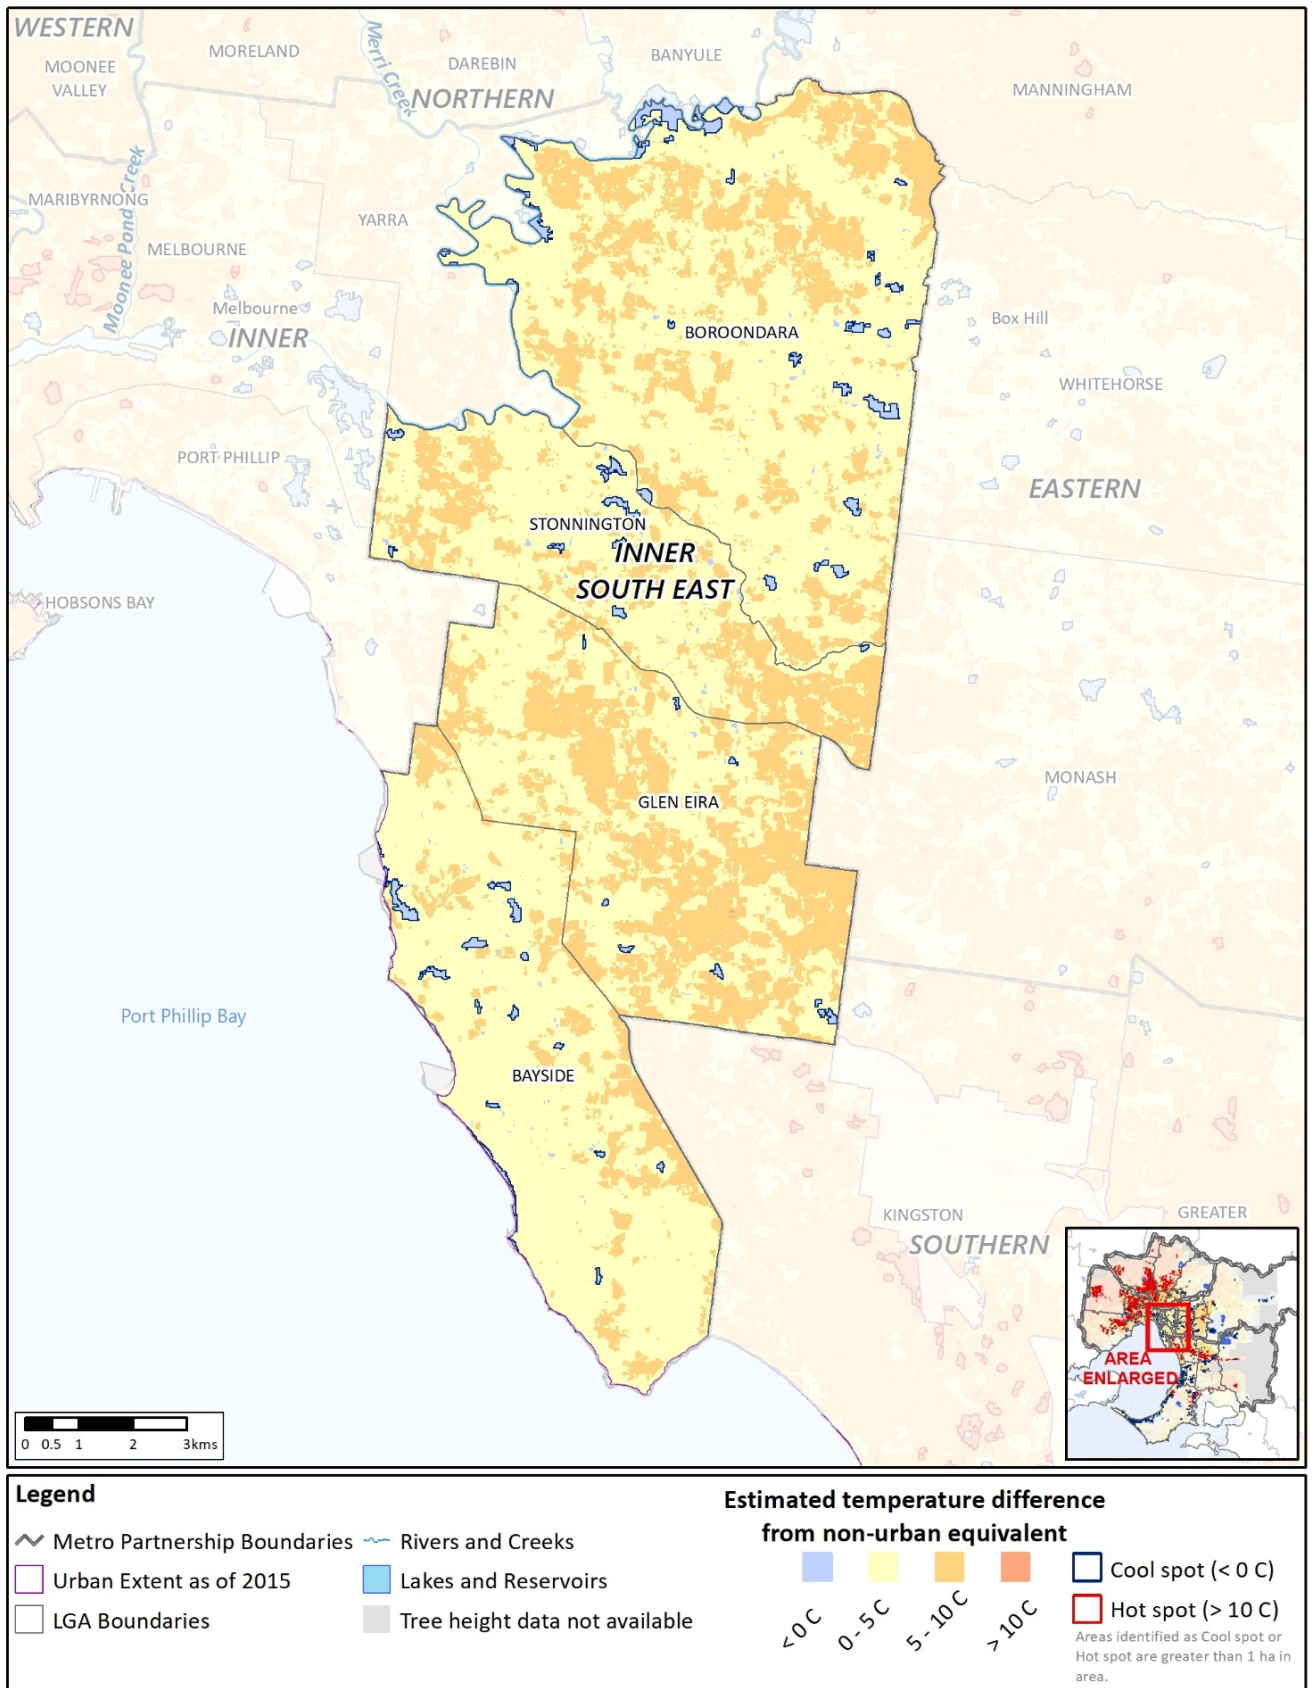 WESTERN
MORELAND
MOONEE
VALLEY
Merri Creek
DAREBIN
BANYULE
NORTHERN
MANNINGHAM
MARIBYRNONG
Moonee Pond Creek
YARRA
MELBOURNE
Melbourne
INNER
BOROONDARA
Box Hill
WHITEHORSE
PORT PHILLIP
EASTERN
STONNINGTON
INNER
SOUTH EAST
HOBSONS BAY
MONASH
GLEN EIRA
Port Phillip Bay
BAYSIDE
KINGSTON
GREATER
SOUTHERN
AREA
ENLARGED
0 0.5 1 2 3kms
Legend
Metro Partnership Boundaries
Urban Extent as of 2015
LGA Boundaries
Rivers and Creeks
Lakes and Reservoirs
Tree height data not available
Estimated temperature difference
from non-urban equivalent
< 0 C
0 - 5 C
5 - 10 C
> 10 C
Cool spot (< 0 C)
Hot spot (> 10 C)
Areas identified as Cool spot or
Hot spot are greater than 1 ha in
area.